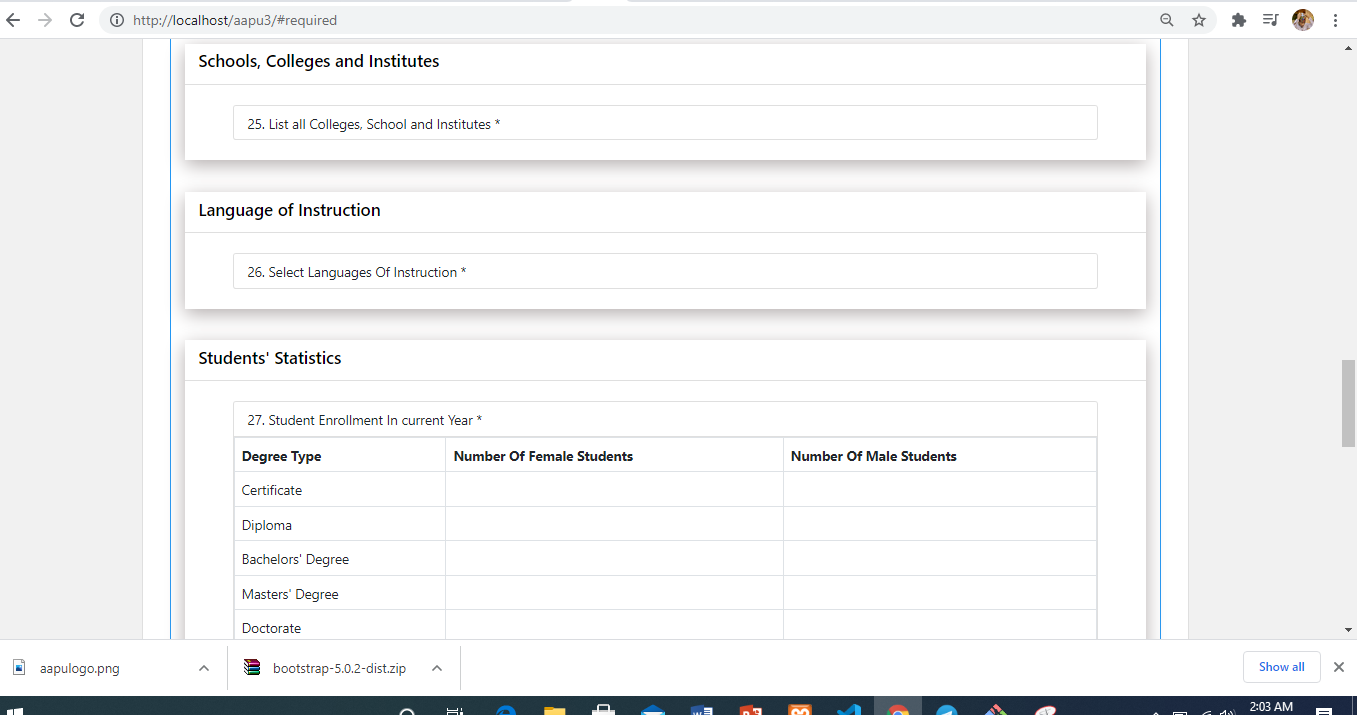 http://localhost/aapu3/#required
Schools, Colleges and Institutes
25. List all Colleges, School and Institutes *
Language of Instruction
26. Select Languages Of Instruction *
Students' Statistics
27. Student Enrollment In current Year *
Degree Type Number Of Female Students Number Of Male Students
Certificate
Diploma
Bachelors' Degree
Masters' Degree
Doctorate
aapulogo.png bootstrap-5.0.2-dist.zip Show all
2:03 AM